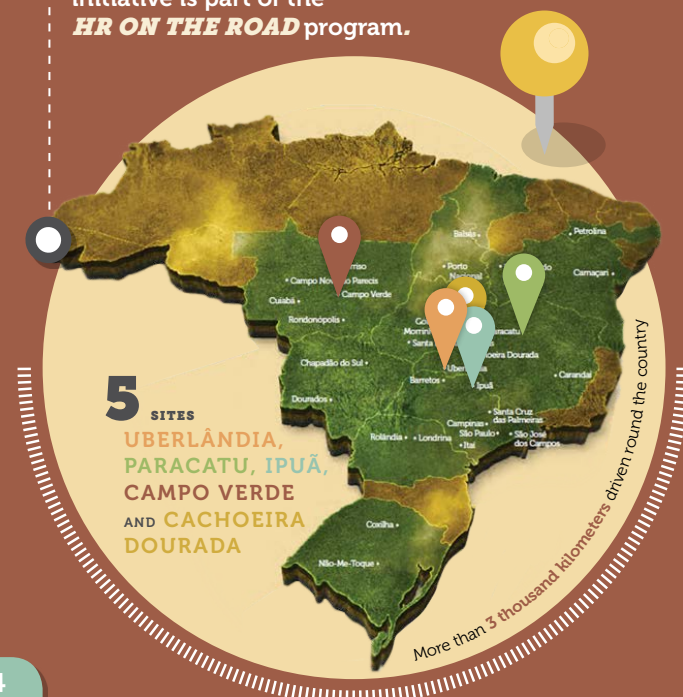 initiative is part of the
HR ON THE ROAD program.
Balsas
Petrolina
Porto
Nacional
Camaçari
Campo Novo do Parecis
Campo Verde
Cuiabá
Rondonópolis
Santa
Paracatu
Cachoeira Dourada
Chapadão do Sul
Barretos
Ipuã
Carandaí
Dourados
Santa Cruz
das Palmeiras
Campinas
São Paulo
São José
dos Campos
Itaí
Rolândia
Londrina
Coxilha
Não-Me-Toque
5 SITES
UBERLÂNDIA,
PARACATU, IPUÃ,
CAMPO VERDE
AND CACHOEIRA
DOURADA
More than 3 thousand kilometers driven round the country
4